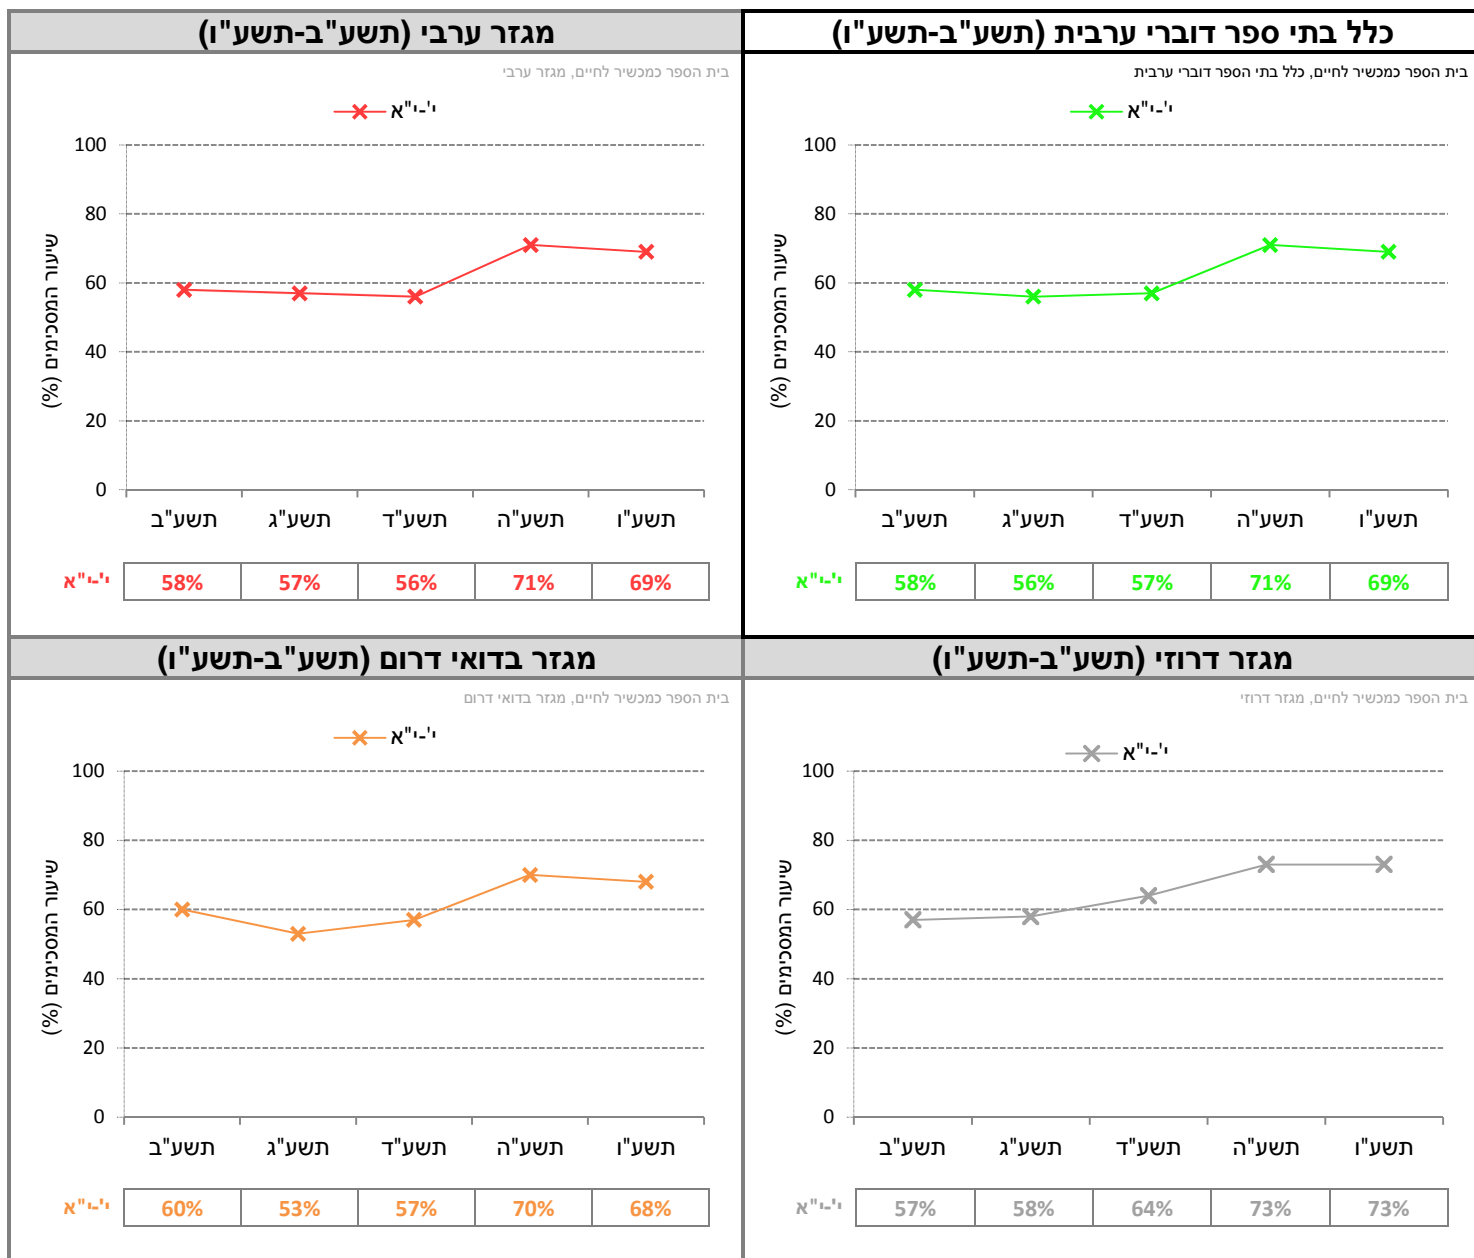 כלל בתי ספר דוברי ערבית (תשע"ב-תשע"ו)
בית הספר כמכשיר לחיים, כלל בתי הספר דוברי ערבית
י'-י"א
שיעור המסכימים (%)
100
80
60
40
20
0
תשע"ב תשע"ג תשע"ד תשע"ה תשע"ו
י'-י"א 58% 56% 57% 71% 69%
מגזר ערבי (תשע"ב-תשע"ו)
בית הספר כמכשיר לחיים, מגזר ערבי
י'-י"א
שיעור המסכימים (%)
100
80
60
40
20
0
תשע"ב תשע"ג תשע"ד תשע"ה תשע"ו
י'-י"א 58% 57% 56% 71% 69%
מגזר דרוזי (תשע"ב-תשע"ו)
בית הספר כמכשיר לחיים, מגזר דרוזי
י'-י"א
שיעור המסכימים (%)
100
80
60
40
20
0
תשע"ב תשע"ג תשע"ד תשע"ה תשע"ו
י'-י"א 57% 58% 64% 73% 73%
מגזר בדואי דרום (תשע"ב-תשע"ו)
בית הספר כמכשיר לחיים, מגזר בדואי דרום
י'-י"א
שיעור המסכימים (%)
100
80
60
40
20
0
תשע"ב תשע"ג תשע"ד תשע"ה תשע"ו
י'-י"א 60% 53% 57% 70% 68%